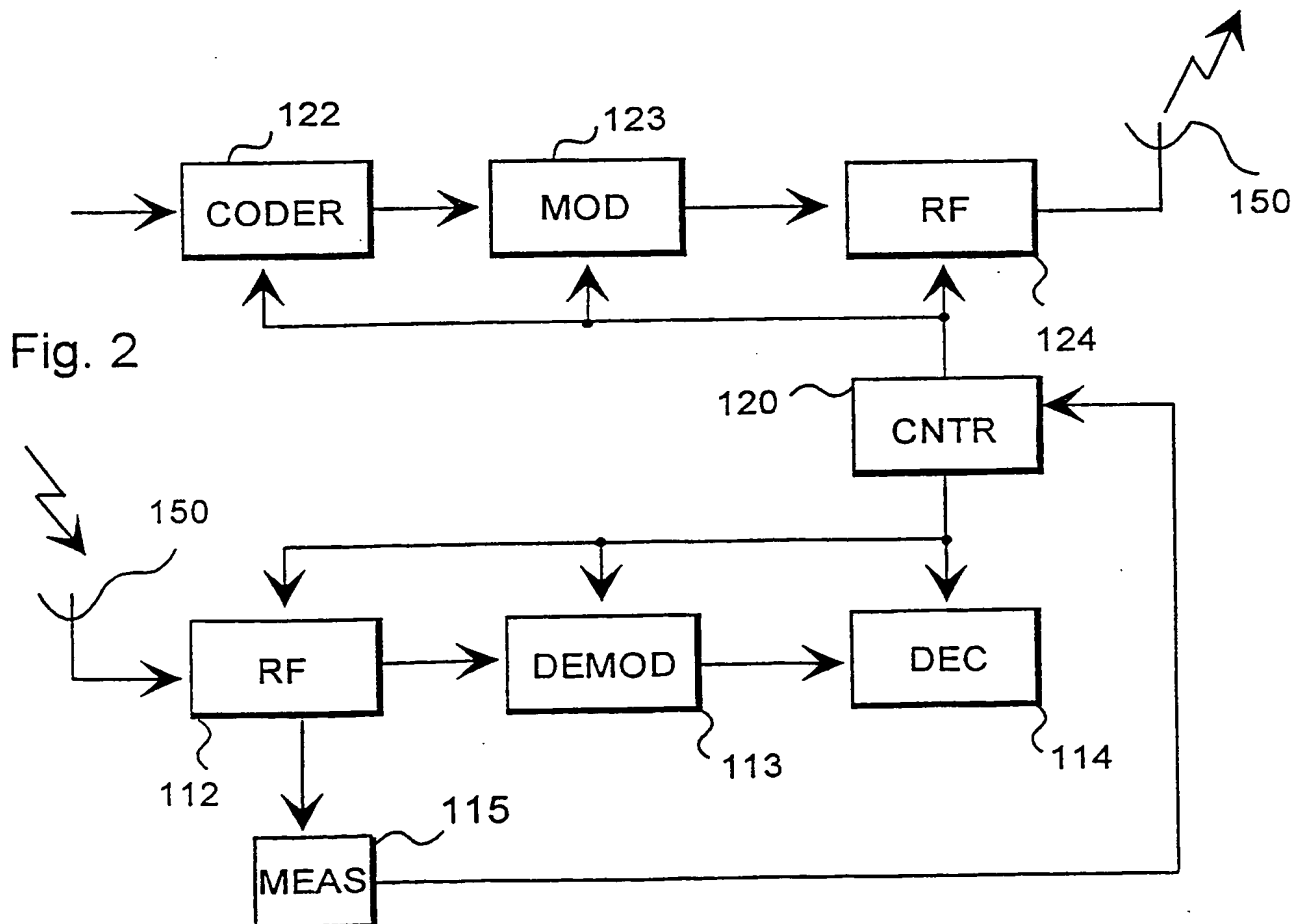 122
123
150
CODER
MOD
RF
124
Fig. 2
120
CNTR
150
RF
DEMOD
DEC
112
113
114
115
MEAS